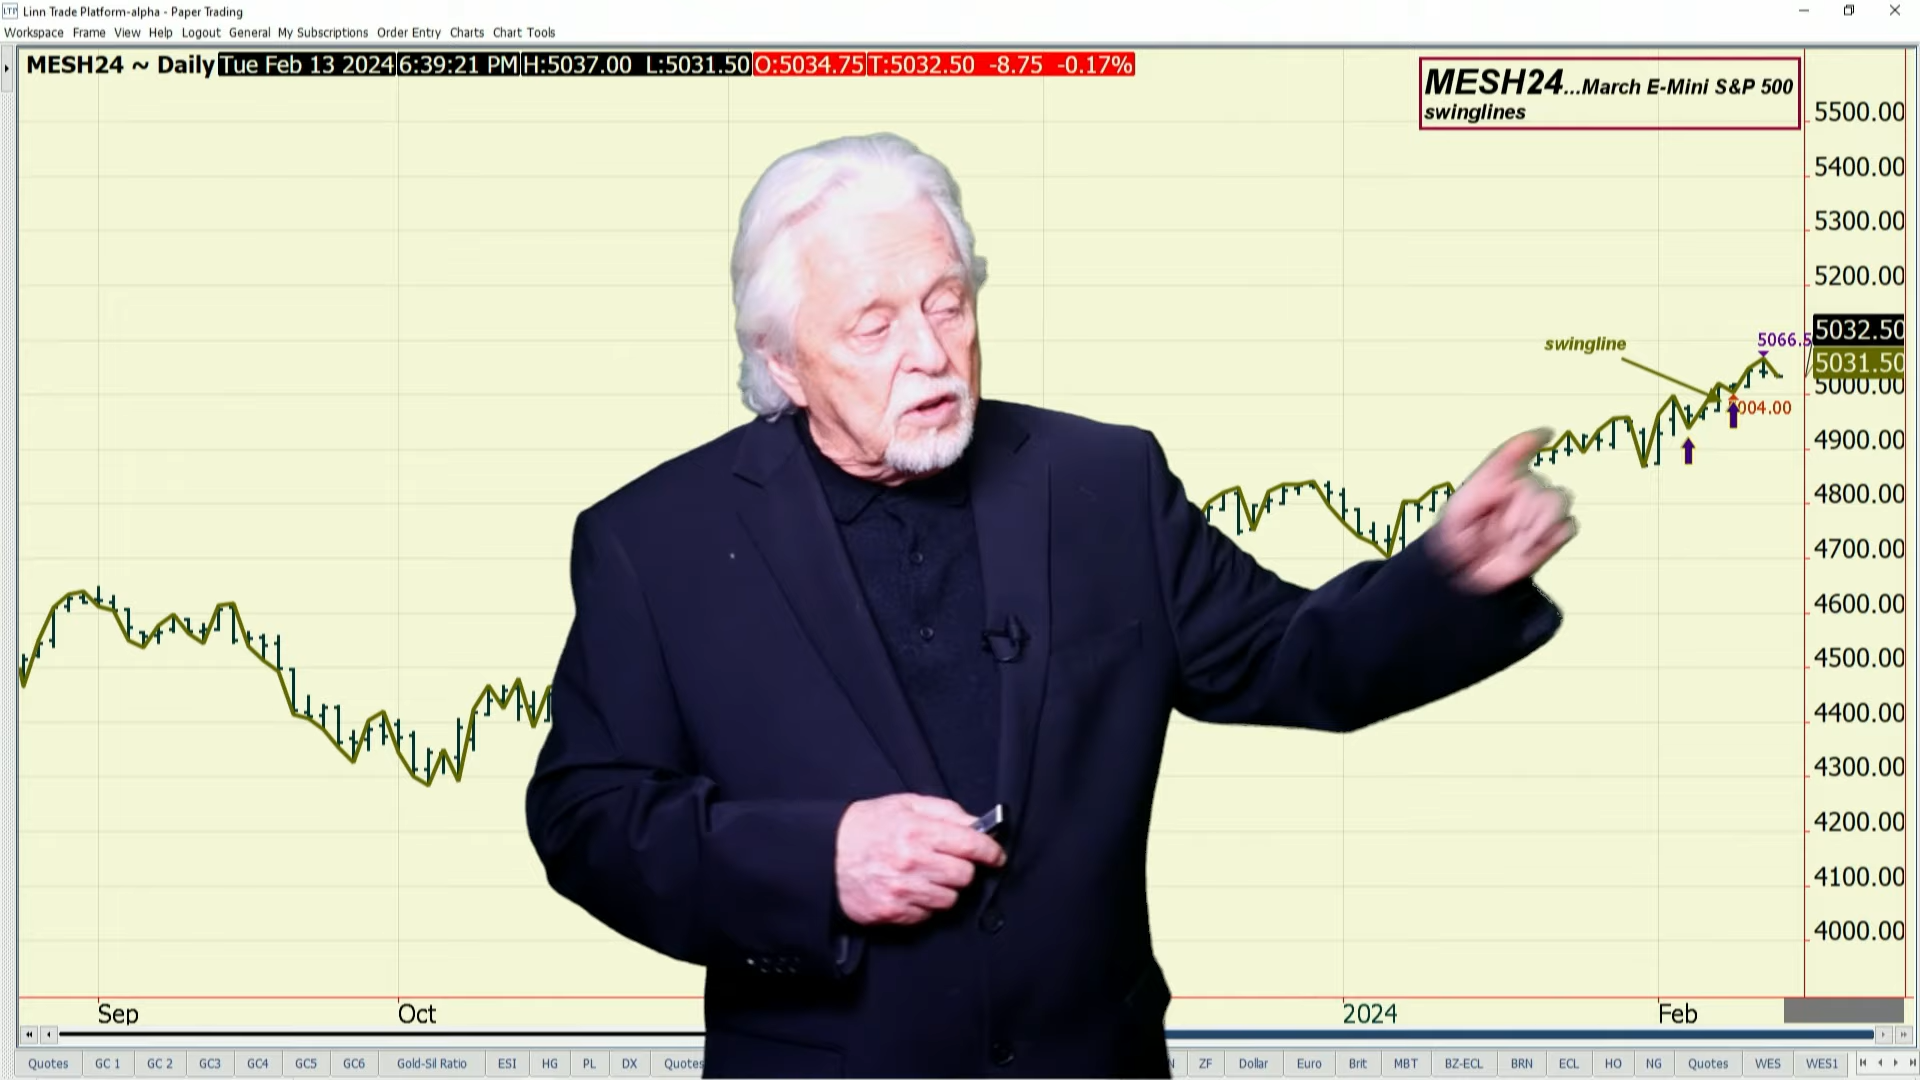 LTP Linn Trade Platform-alpha - Paper Trading
Workspace Frame View Help Logout General My Subscriptions Order Entry Charts Chart Tools
MESH24 ~ Daily Tue Feb 13 2024 6:39:21 PM H:5037.00 L:5031.50 O:5034.75 T:5032.50 -8.75 -0.17%
MESH24...March E-Mini S&P 500
swinglines
5500.00
5400.00
5300.00
5200.00
swingline
5066.5
5032.50
5031.50
5000.00
5004.00
4900.00
4800.00
4700.00
4600.00
4500.00
4400.00
4300.00
4200.00
4100.00
4000.00
Sep Oct 2024 Feb
Quotes GC 1 GC 2 GC3 GC4 GC5 GC6 Gold-Sil Ratio ESI HG PL DX Quotes ZF Dollar Euro Brit MBT BZ-ECL BRN ECL HO NG Quotes WES WES1